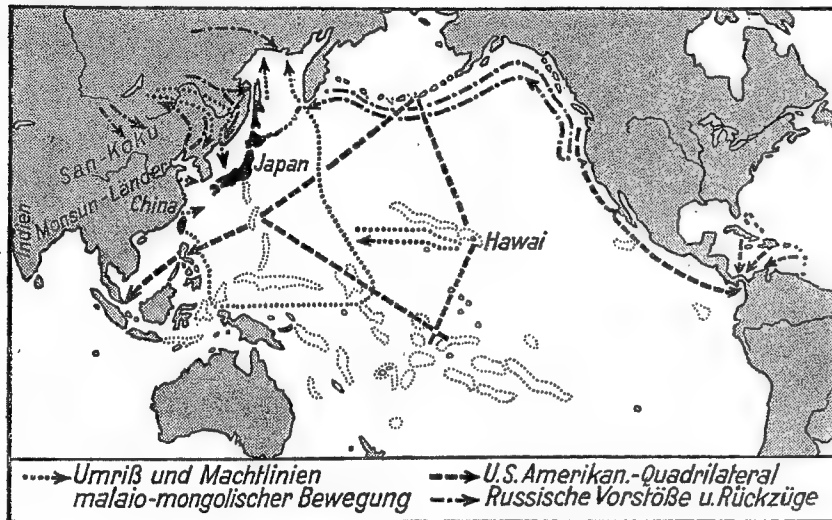 San-Koku
Monsun-Länder
Indien
China
Japan
Hawai
Umriß und Machtlinien
malaio-mongolischer Bewegung
U.S. Amerikan.-Quadrilateral
Russische Vorstöße u. Rückzüge